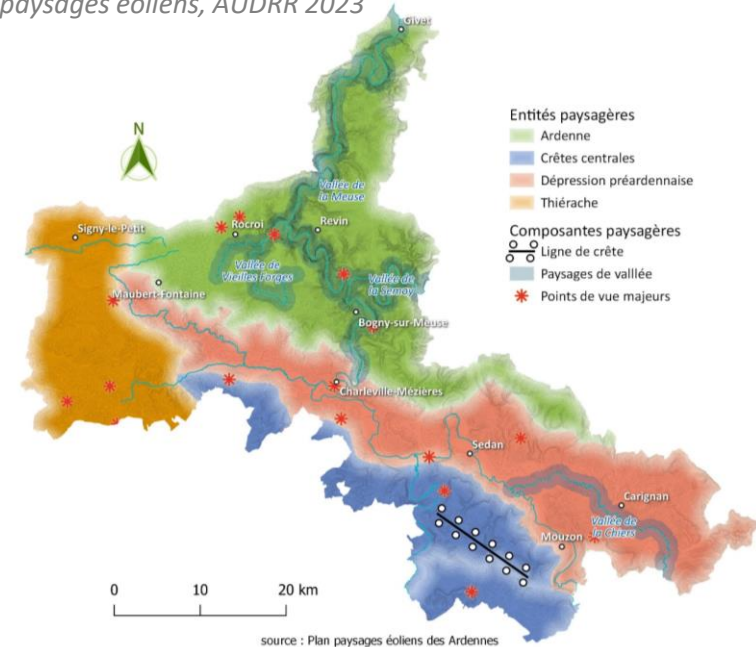 paysages éoliens, AUDRR 2023
Givet
N
Entités paysagères
Ardenne
Crêtes centrales
Dépression préardennaise
Thiérache
Composantes paysagères
Ligne de crête
Paysages de valllée
Points de vue majeurs
Vallée de
la Meuse
Signy-le-Petit
Rocroi
Revin
Vallée de
Vieilles Forges
Vallée de
la Semoy
Maubert-Fontaine
Bogny-sur-Meuse
Charleville-Mézières
Sedan
Carignan
Vallée de
la Chiers
Mouzon
0 10 20 km
source : Plan paysages éoliens des Ardennes